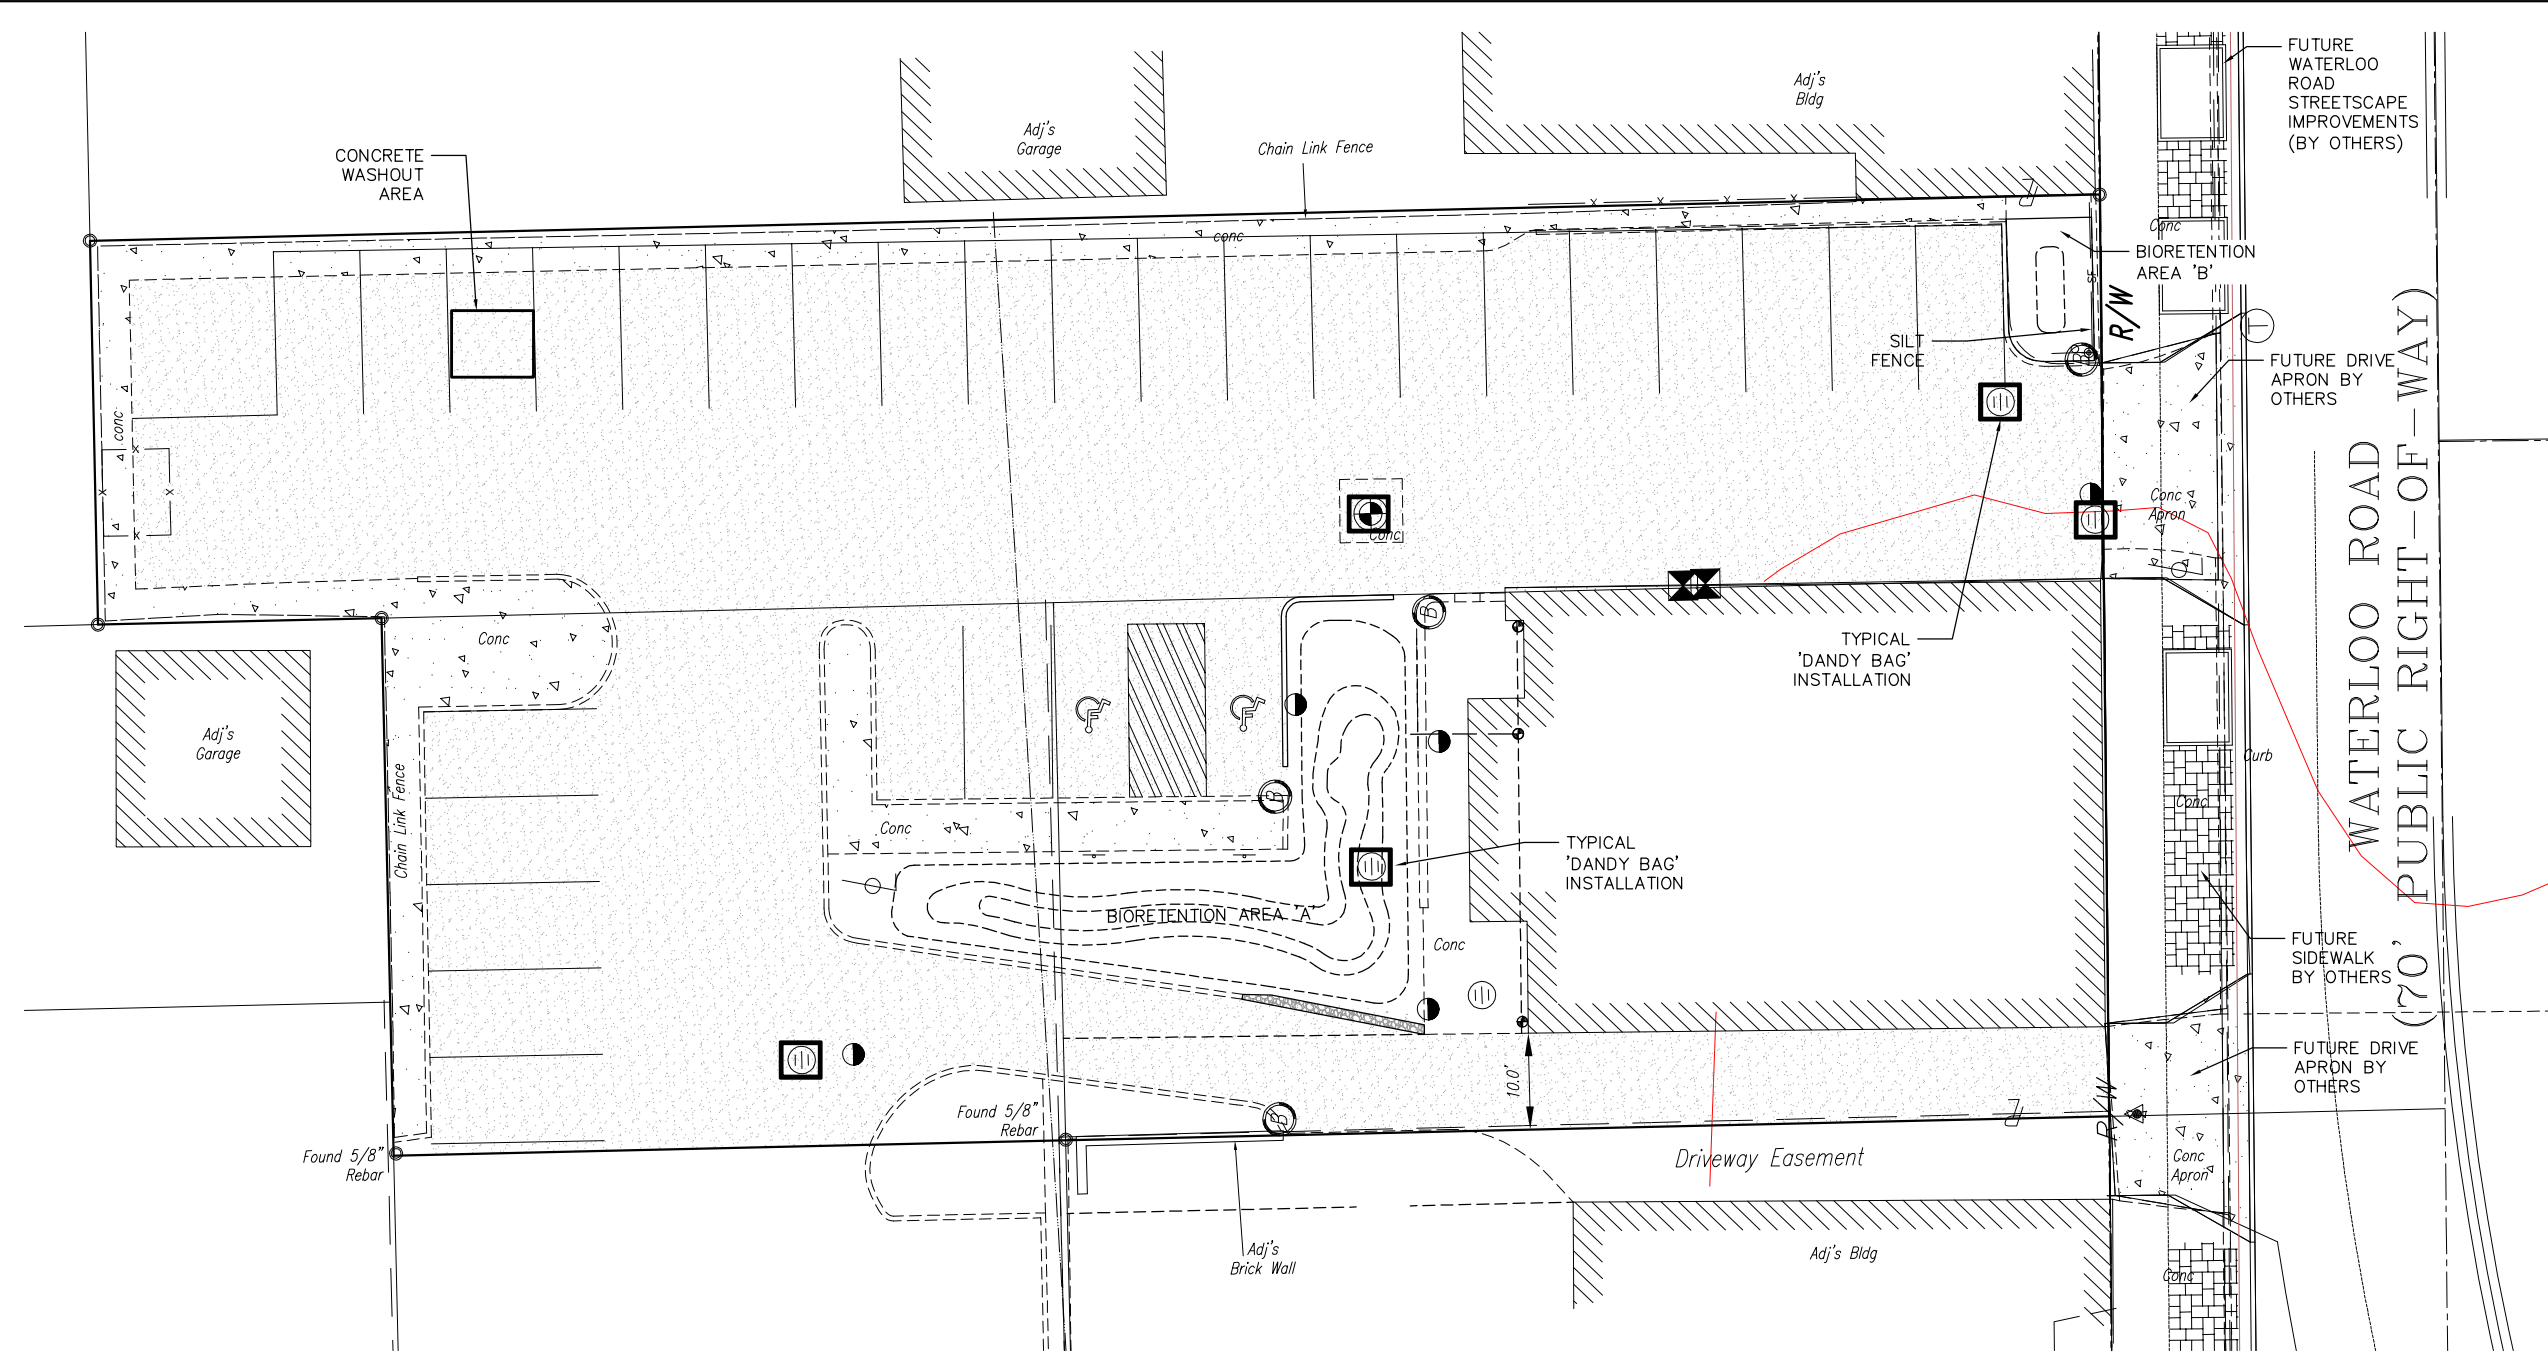 FUTURE
WATERLOO
ROAD
STREETSCAPE
IMPROVEMENTS
(BY OTHERS)
Adj's
Bldg
Adj's
Garage
Chain Link Fence
CONCRETE
WASHOUT
AREA
conc
Conc
BIORETENTION
AREA 'B'
SF
R/W
SILT
FENCE
B
FUTURE DRIVE
APRON BY
OTHERS
conc
Conc
Apron
Conc
WATERLOO ROAD
(70' PUBLIC RIGHT-OF-WAY)
Conc
B
TYPICAL
'DANDY BAG'
INSTALLATION
Adj's
Garage
Chain Link Fence
Curb
B
Conc
Conc
TYPICAL
'DANDY BAG'
INSTALLATION
BIORETENTION AREA 'A'
Conc
FUTURE
SIDEWALK
BY OTHERS
FUTURE DRIVE
APRON BY
OTHERS
10.0'
R/W
Found 5/8"
Rebar
B
Found 5/8"
Rebar
Driveway Easement
Conc
Apron
Adj's
Brick Wall
Adj's Bldg
Conc